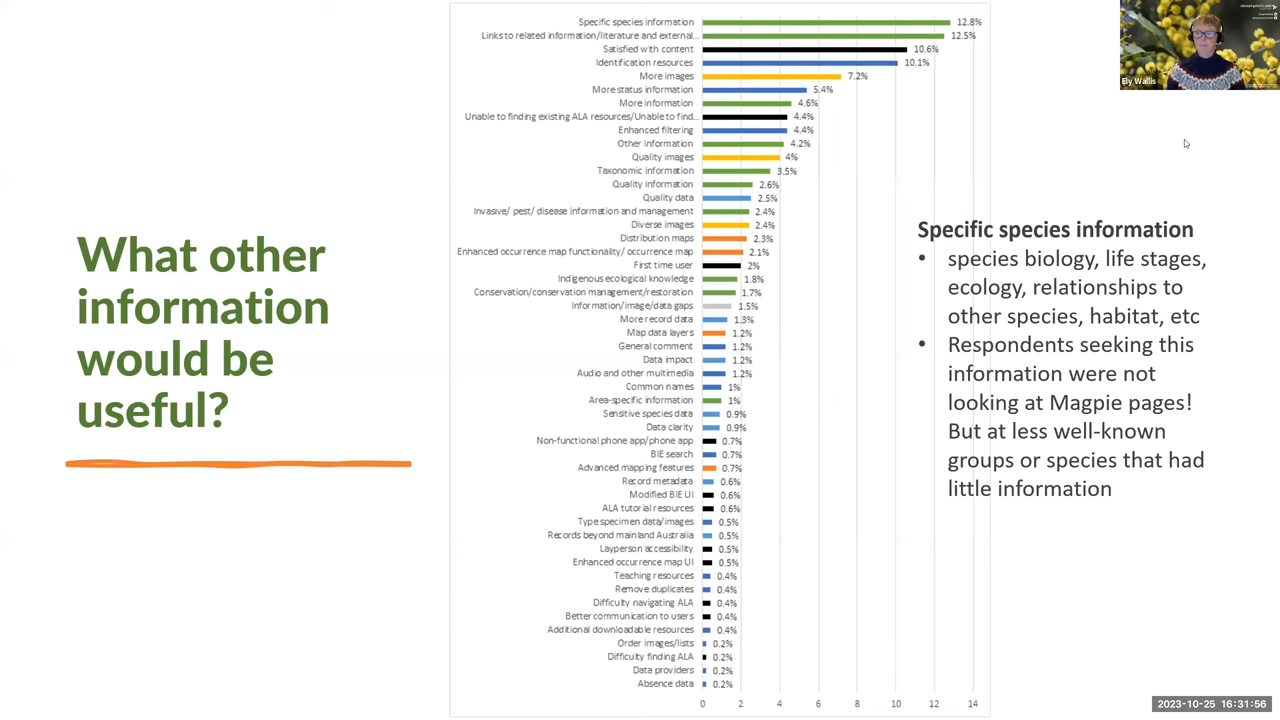 What other
information
would be
useful?
Specific species information 12.8%
Links to related information/literature and external... 12.5%
Satisfied with content 10.6%
Identification resources 10.1%
More images 7.2%
More status information 5.4%
More information 4.6%
Unable to finding existing ALA resources/Unable to find... 4.4%
Enhanced filtering 4.4%
Other information 4.2%
Quality images 4%
Taxonomic information 3.5%
Quality information 2.6%
Quality data 2.5%
Invasive/ pest/ disease information and management 2.4%
Diverse images 2.4%
Distribution maps 2.3%
Enhanced occurrence map functionality/ occurrence map 2.1%
First time user 2%
Indigenous ecological knowledge 1.8%
Conservation/conservation management/restoration 1.7%
Information/image/data gaps 1.5%
More record data 1.3%
Map data layers 1.2%
General comment 1.2%
Data impact 1.2%
Audio and other multimedia 1.2%
Common names 1%
Area-specific information 1%
Sensitive species data 0.9%
Data clarity 0.9%
Non-functional phone app/phone app 0.7%
BIE search 0.7%
Advanced mapping features 0.7%
Record metadata 0.6%
Modified BIE UI 0.6%
ALA tutorial resources 0.6%
Type specimen data/images 0.5%
Records beyond mainland Australia 0.5%
Layperson accessibility 0.5%
Enhanced occurrence map UI 0.5%
Teaching resources 0.4%
Remove duplicates 0.4%
Difficulty navigating ALA 0.4%
Better communication to users 0.4%
Additional downloadable resources 0.4%
Order images/lists 0.2%
Difficulty finding ALA 0.2%
Data providers 0.2%
Absence data 0.2%
0 2 4 6 8 10 12 14
Specific species information
• species biology, life stages,
ecology, relationships to
other species, habitat, etc
• Respondents seeking this
information were not
looking at Magpie pages!
But at less well-known
groups or species that had
little information
Ely Wallis
2023-10-25 16:31:56